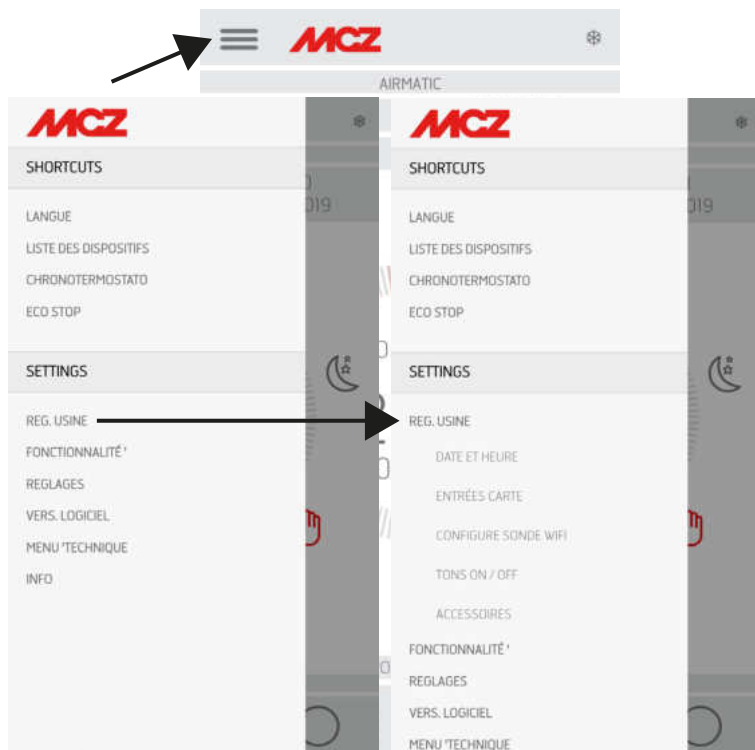 MCZ
AIRMATIC
MCZ
SHORTCUTS
LANGUE
LISTE DES DISPOSITIFS
CHRONOTERMOSTATO
ECO STOP
SETTINGS
REG. USINE
FONCTIONNALITÉ '
REGLAGES
VERS. LOGICIEL
MENU 'TECHNIQUE
INFO
019
MCZ
SHORTCUTS
LANGUE
LISTE DES DISPOSITIFS
CHRONOTERMOSTATO
ECO STOP
SETTINGS
REG. USINE
DATE ET HEURE
ENTRÉES CARTE
CONFIGURE SONDE WIFI
TONS ON / OFF
ACCESSOIRES
FONCTIONNALITÉ '
REGLAGES
VERS. LOGICIEL
MENU 'TECHNIQUE
019